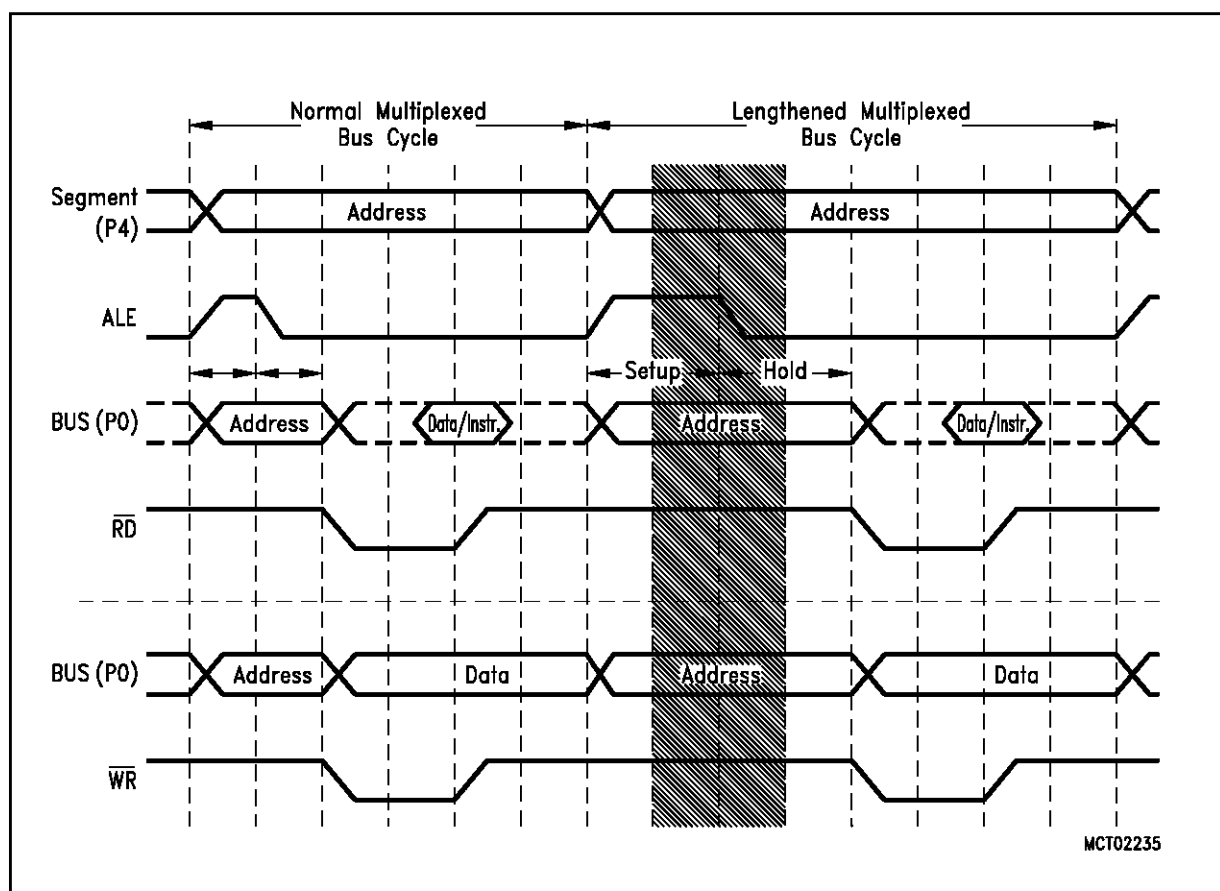 Normal Multiplexed
Bus Cycle
Lengthened Multiplexed
Bus Cycle
Segment
(P4)
Address
Address
ALE
Setup
Hold
BUS (P0)
Address
Data/Instr.
Address
Data/Instr.
RD
BUS (P0)
Address
Data
Address
Data
WR
MCT02235